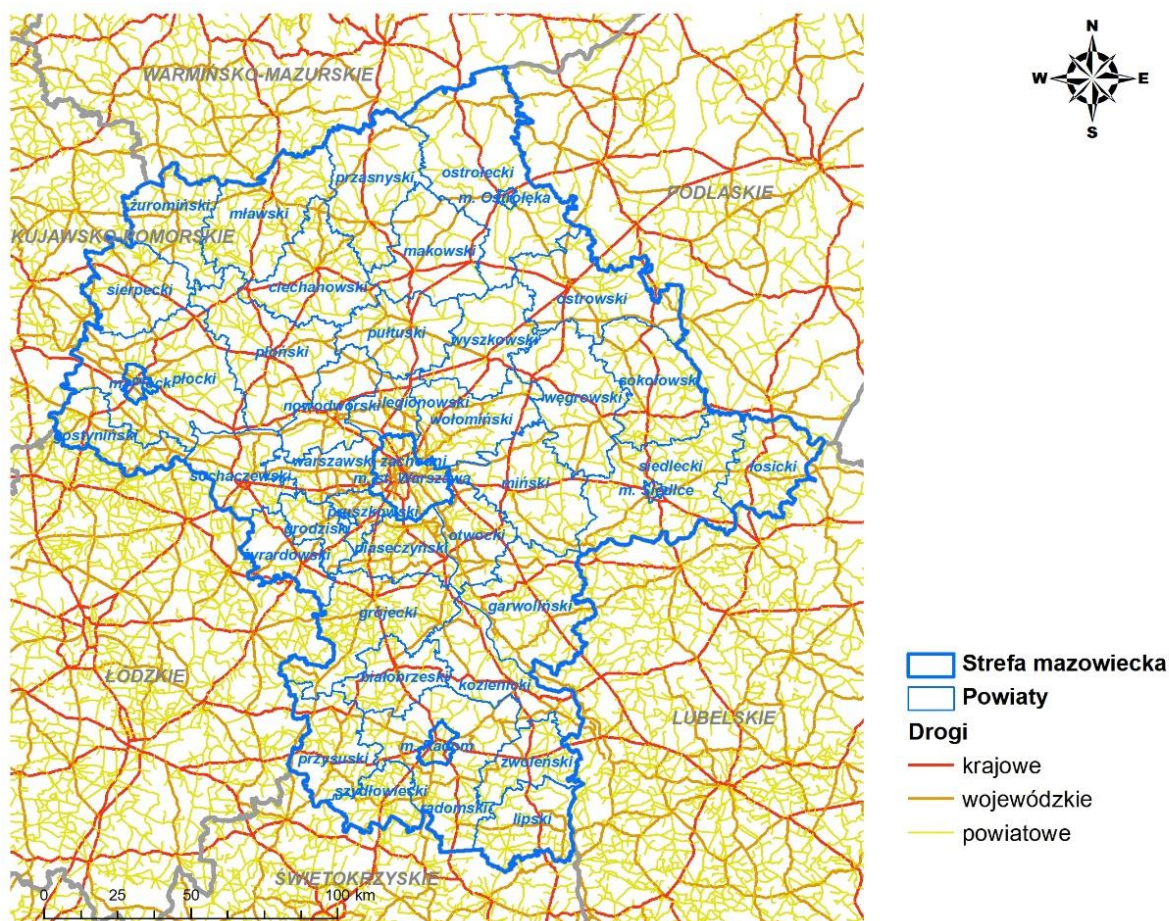 N
W E
S
WARMIŃSKO-MAZURSKIE
ostrołęcki
przasnyski
m. Ostrołęka
PODLASKIE
żuromiński
mławski
KUJAWSKO-POMORSKIE
makowski
sierpecki
ciechanowski
ostrowski
pułtuski
wyszkowski
płoński
płocki
sokołowski
węgrowski
nowodworski
legionowski
wołomiński
gostyniński
warszawski zachodni
siedlecki
łosicki
sochaczewski
m. st. Warszawa
miński
m. Siedlce
pruszkowski
grodziski
otwocki
piaseczyński
żyrardowski
garwoliński
grójecki
białobrzeski
kozienicki
ŁÓDZKIE
LUBELSKIE
m. Radom
przysuski
zwoleński
szydłowiecki
radomski
lipski
ŚWIĘTOKRZYSKIE
0 25 50 100 km
Strefa mazowiecka
Powiaty
Drogi
krajowe
wojewódzkie
powiatowe